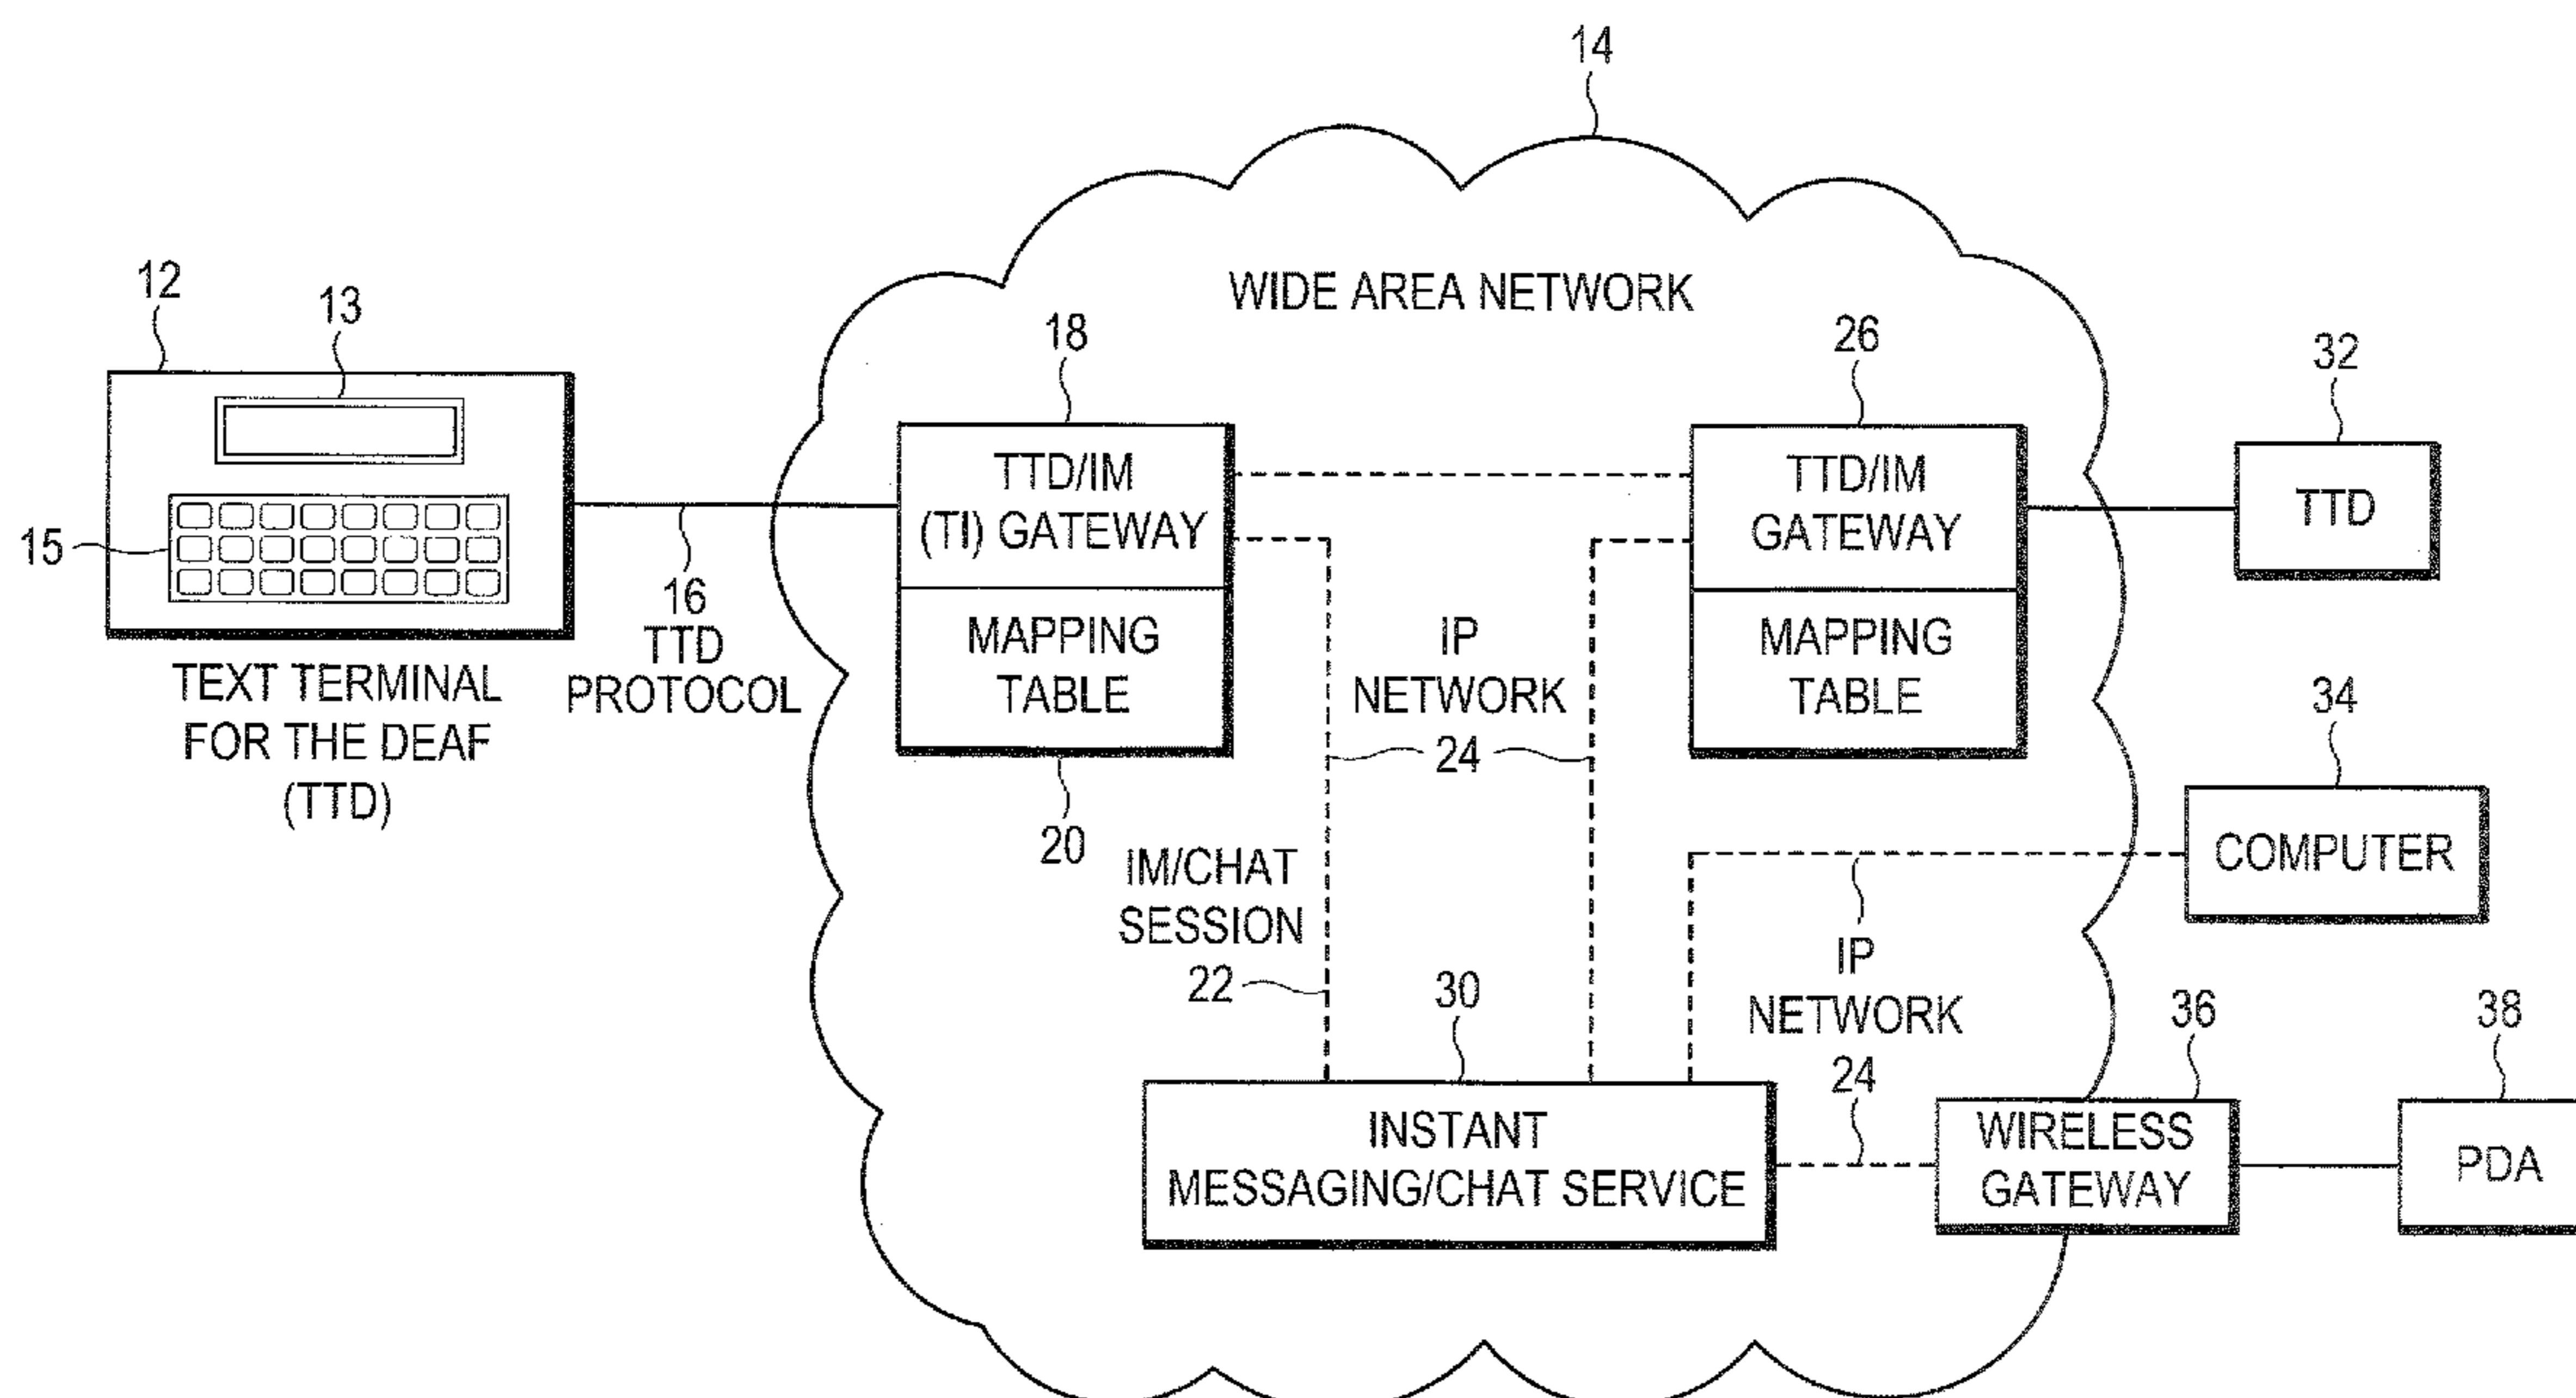 14
WIDE AREA NETWORK
12
13
15
TEXT TERMINAL
FOR THE DEAF
(TTD)
16
TTD
PROTOCOL
18
TTD/IM
(TI) GATEWAY
MAPPING
TABLE
20
IP
NETWORK
24
26
TTD/IM
GATEWAY
MAPPING
TABLE
32
TTD
34
COMPUTER
IM/CHAT
SESSION
22
30
INSTANT
MESSAGING/CHAT SERVICE
IP
NETWORK
24
36
WIRELESS
GATEWAY
38
PDA